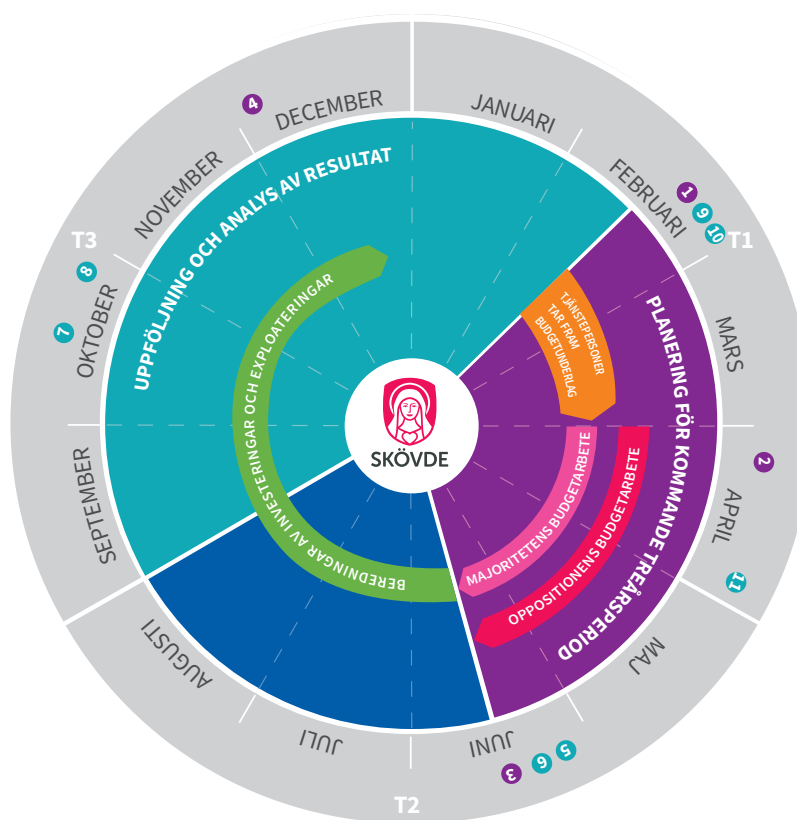 JANUARI
FEBRUARI
1
9
10
T1
MARS
2
APRIL
11
MAJ
JUNI
5
6
3
T2
JULI
AUGUSTI
SEPTEMBER
OKTOBER
7
8
T3
NOVEMBER
4
DECEMBER
UPPFÖLJNING OCH ANALYS AV RESULTAT
PLANERING FÖR KOMMANDE TREÅRSPERIOD
TJÄNSTEPERSONER
TAR FRAM
BUDGETUNDERLAG
MAJORITETENS BUDGETARBETE
OPPOSITIONENS BUDGETARBETE
BEREDNINGAR AV INVESTERINGAR OCH EXPLOATERINGAR
SKÖVDE